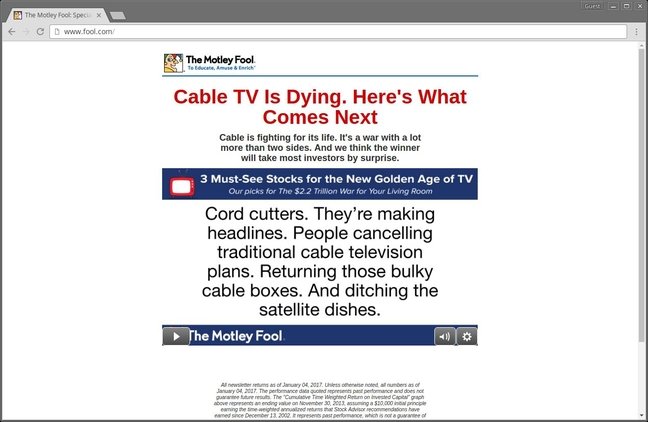 The Motley Fool: Specia
Guest
www.fool.com/
The Motley Fool.
To Educate, Amuse & Enrich
Cable TV Is Dying. Here's What
Comes Next
Cable is fighting for its life. It's a war with a lot
more than two sides. And we think the winner
will take most investors by surprise.
3 Must-See Stocks for the New Golden Age of TV
Our picks for The $2.2 Trillion War for Your Living Room
Cord cutters. They're making
headlines. People cancelling
traditional cable television
plans. Returning those bulky
cable boxes. And ditching the
satellite dishes.
The Motley Fool.
All newsletter returns as of January 04, 2017. Unless otherwise noted, all numbers as of
January 04, 2017. The performance data quoted represents past performance and does not
guarantee future results. The "Cumulative Time Weighted Return on Invested Capital" graph
above represents an ending value on November 30, 2013, assuming a $10,000 initial principle
earning the time-weighted annualized returns that Stock Advisor recommendations have
earned since December 13, 2002. It represents past performance, which is not a guarantee of